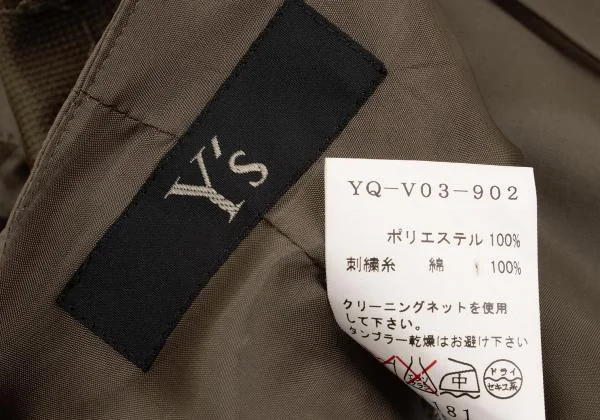 Y's
YQ-V03-902
ポリエステル 100%
刺繍糸 綿 100%
クリーニングネットを使用
して下さい。
タンブラー乾燥はお避け下さい
中
ドライ
セキユ系
181